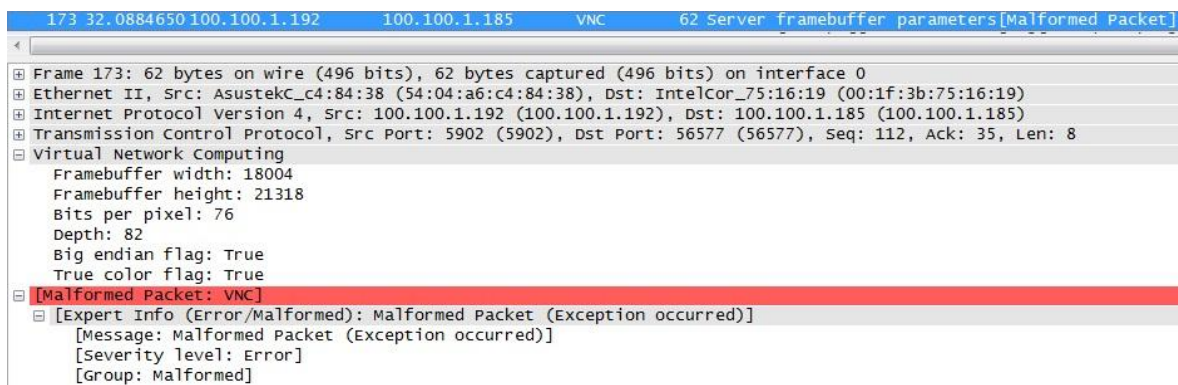 173 32.0884650 100.100.1.192 100.100.1.185 VNC 62 Server framebuffer parameters[Malformed Packet]
Frame 173: 62 bytes on wire (496 bits), 62 bytes captured (496 bits) on interface 0
Ethernet II, Src: AsustekC_c4:84:38 (54:04:a6:c4:84:38), Dst: IntelCor_75:16:19 (00:1f:3b:75:16:19)
Internet Protocol Version 4, Src: 100.100.1.192 (100.100.1.192), Dst: 100.100.1.185 (100.100.1.185)
Transmission Control Protocol, Src Port: 5902 (5902), Dst Port: 56577 (56577), Seq: 112, Ack: 35, Len: 8
Virtual Network Computing
Framebuffer width: 18004
Framebuffer height: 21318
Bits per pixel: 76
Depth: 82
Big endian flag: True
True color flag: True
[Malformed Packet: VNC]
[Expert Info (Error/Malformed): Malformed Packet (Exception occurred)]
[Message: Malformed Packet (Exception occurred)]
[Severity level: Error]
[Group: Malformed]